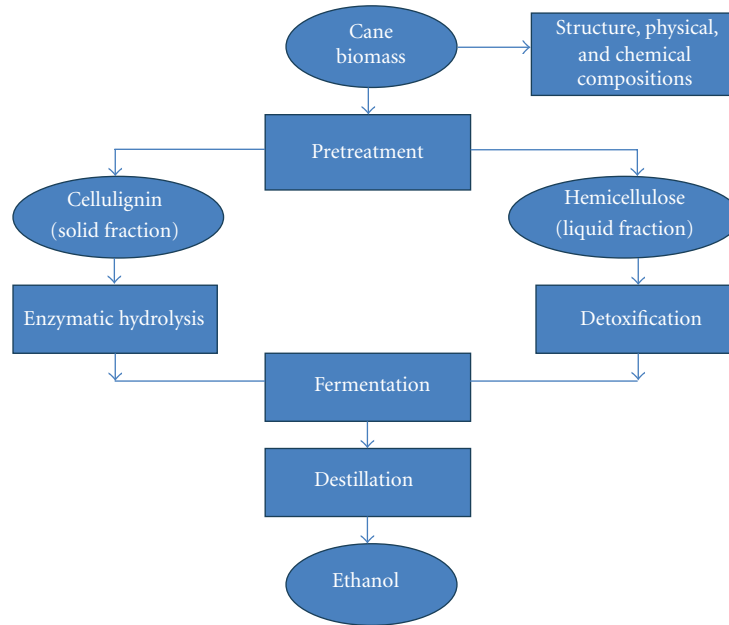 Cane
biomass
Structure, physical,
and chemical
compositions
Pretreatment
Cellulignin
(solid fraction)
Hemicellulose
(liquid fraction)
Enzymatic hydrolysis
Detoxification
Fermentation
Destillation
Ethanol